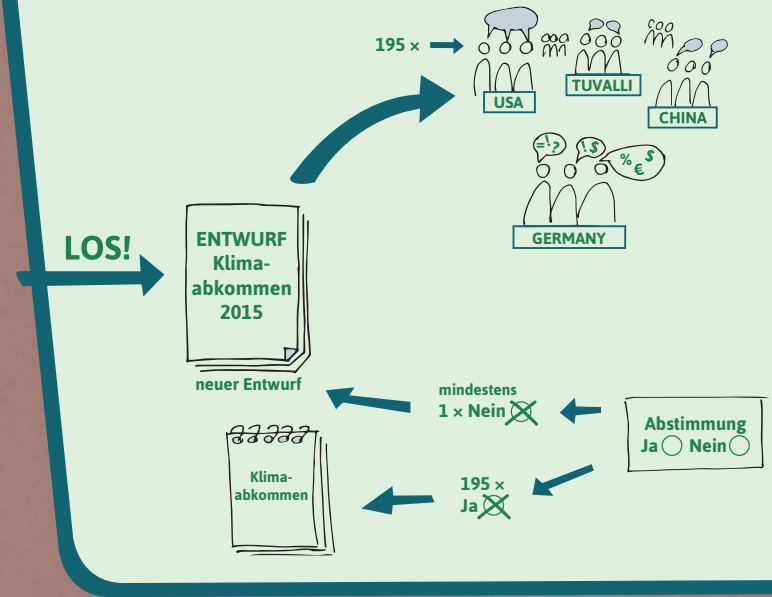 195 ×
USA
TUVALLI
CHINA
=!?
!$
% € $
GERMANY
LOS!
ENTWURF
Klima-
abkommen
2015
neuer Entwurf
mindestens
1 × Nein
Abstimmung
Ja Nein
195 ×
Ja
Klima-
abkommen